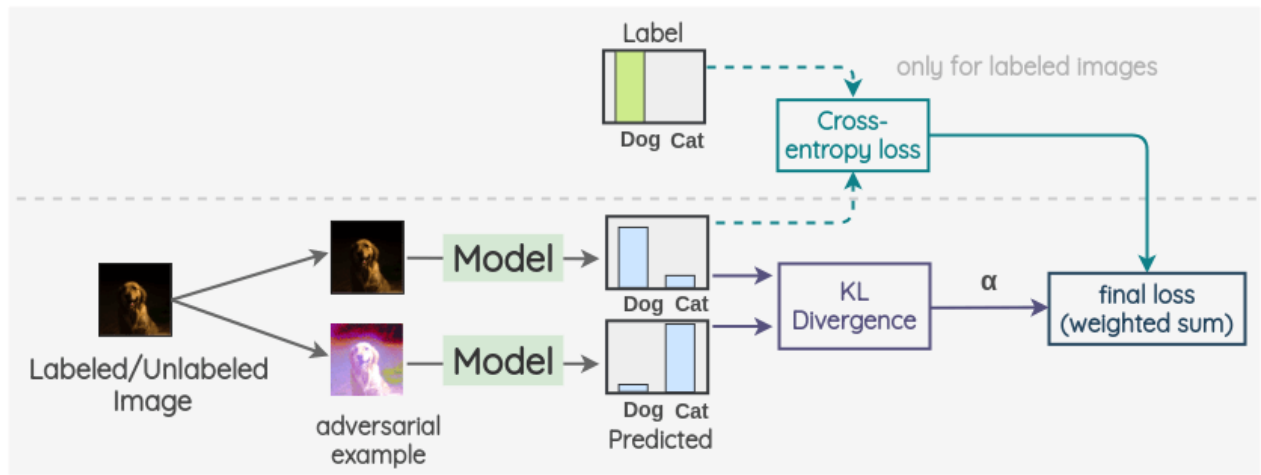 Label
only for labeled images
Dog Cat
Cross-
entropy loss
Model
Dog Cat
KL
Divergence
α
final loss
(weighted sum)
Labeled/Unlabeled
Image
Model
Dog Cat
adversarial
example
Predicted